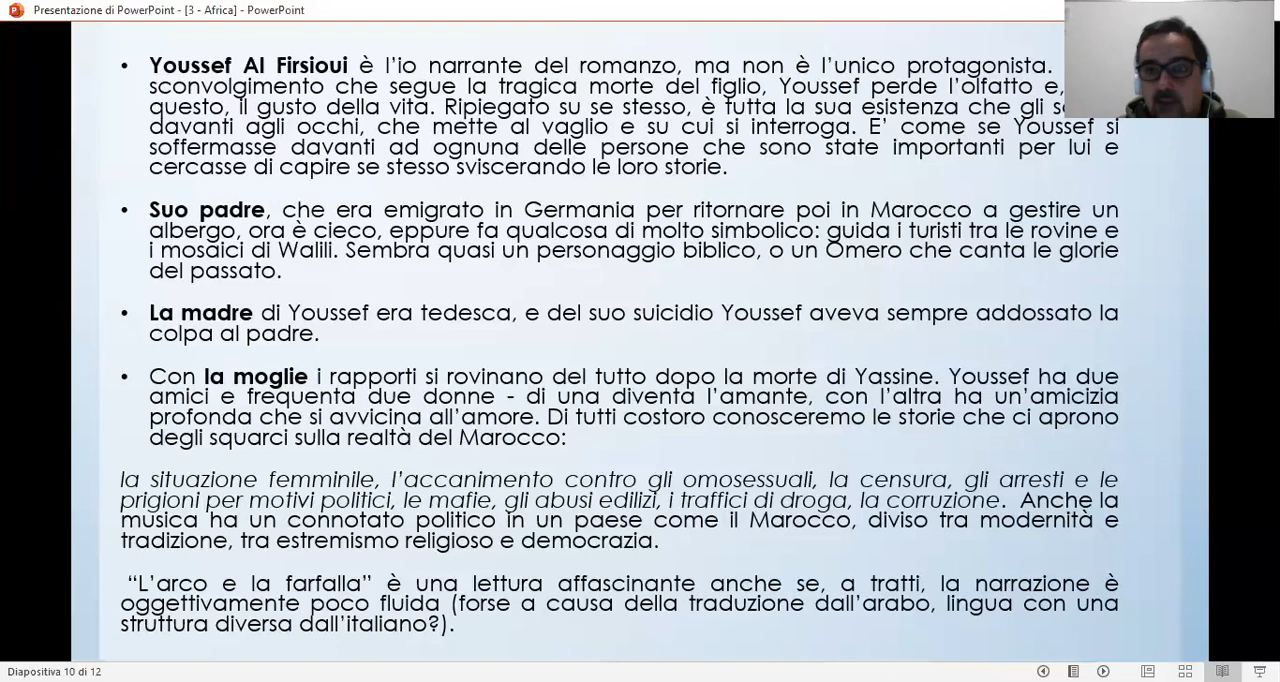 Presentazione di PowerPoint - [3 - Africa] - PowerPoint
• Youssef Al Firsioui è l’io narrante del romanzo, ma non è l’unico protagonista.
sconvolgimento che segue la tragica morte del figlio, Youssef perde l’olfatto e,
questo, il gusto della vita. Ripiegato su se stesso, è tutta la sua esistenza che gli
davanti agli occhi, che mette al vaglio e su cui si interroga. E’ come se Youssef si
soffermasse davanti ad ognuna delle persone che sono state importanti per lui e
cercasse di capire se stesso sviscerando le loro storie.
• Suo padre, che era emigrato in Germania per ritornare poi in Marocco a gestire un
albergo, ora è cieco, eppure fa qualcosa di molto simbolico: guida i turisti tra le rovine e
i mosaici di Walili. Sembra quasi un personaggio biblico, o un Omero che canta le glorie
del passato.
• La madre di Youssef era tedesca, e del suo suicidio Youssef aveva sempre addossato la
colpa al padre.
• Con la moglie i rapporti si rovinano del tutto dopo la morte di Yassine. Youssef ha due
amici e frequenta due donne - di una diventa l’amante, con l’altra ha un’amicizia
profonda che si avvicina all’amore. Di tutti costoro conosceremo le storie che ci aprono
degli squarci sulla realtà del Marocco:
la situazione femminile, l’accanimento contro gli omosessuali, la censura, gli arresti e le
prigioni per motivi politici, le mafie, gli abusi edilizi, i traffici di droga, la corruzione. Anche la
musica ha un connotato politico in un paese come il Marocco, diviso tra modernità e
tradizione, tra estremismo religioso e democrazia.
“L’arco e la farfalla” è una lettura affascinante anche se, a tratti, la narrazione è
oggettivamente poco fluida (forse a causa della traduzione dall’arabo, lingua con una
struttura diversa dall’italiano?).
Diapositiva 10 di 12